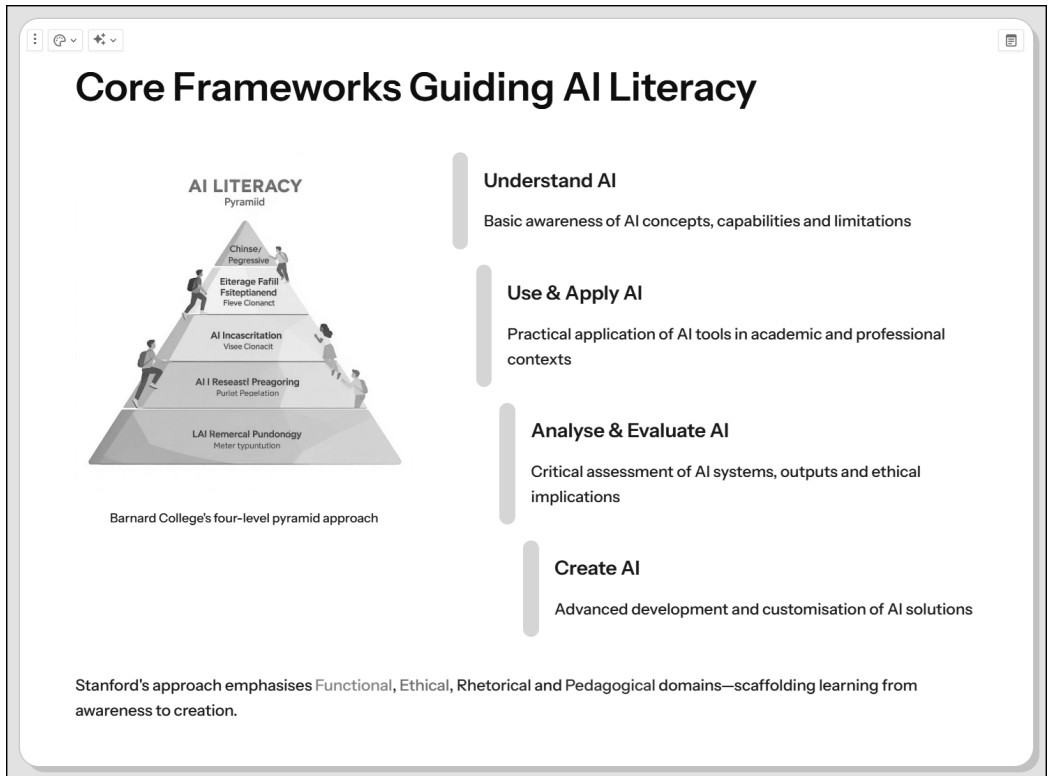 Core Frameworks Guiding AI Literacy
AI LITERACY
Pyramiid
Chinse/
Pegressive
Eiterage Fafill
Fsiteptianend
Fleve Cionanct
AI Incascritation
Visee Clonacit
AI I Reseastl Preagoring
Puriet Pegelation
LAI Remercal Pundonagy
Meter typuntution
Barnard College's four-level pyramid approach
Understand AI
Basic awareness of AI concepts, capabilities and limitations
Use & Apply AI
Practical application of AI tools in academic and professional
contexts
Analyse & Evaluate AI
Critical assessment of AI systems, outputs and ethical
implications
Create AI
Advanced development and customisation of AI solutions
Stanford's approach emphasises Functional, Ethical, Rhetorical and Pedagogical domains—scaffolding learning from
awareness to creation.